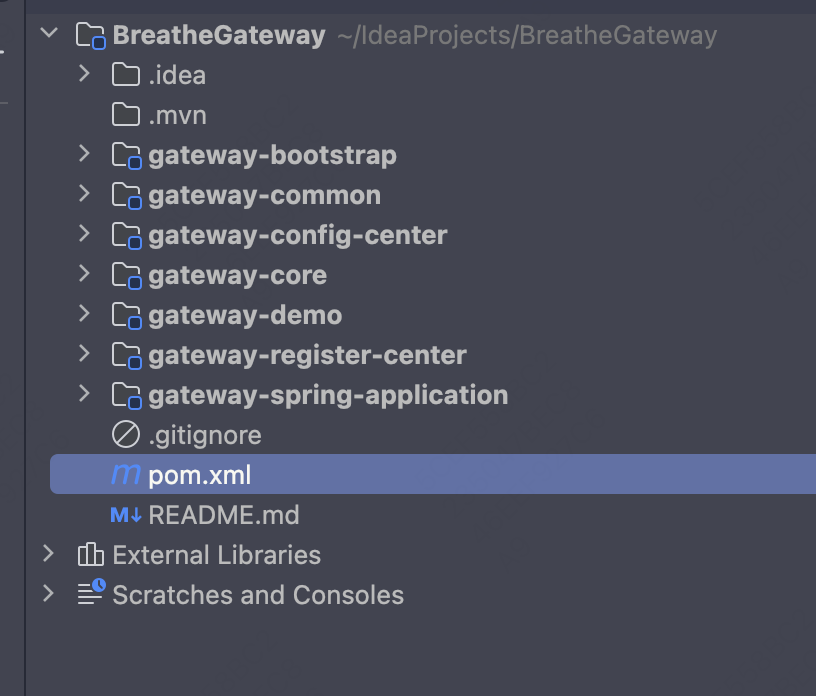 BreatheGateway ~/IdeaProjects/BreatheGateway
.idea
.mvn
gateway-bootstrap
gateway-common
gateway-config-center
gateway-core
gateway-demo
gateway-register-center
gateway-spring-application
.gitignore
m pom.xml
M↓ README.md
External Libraries
Scratches and Consoles